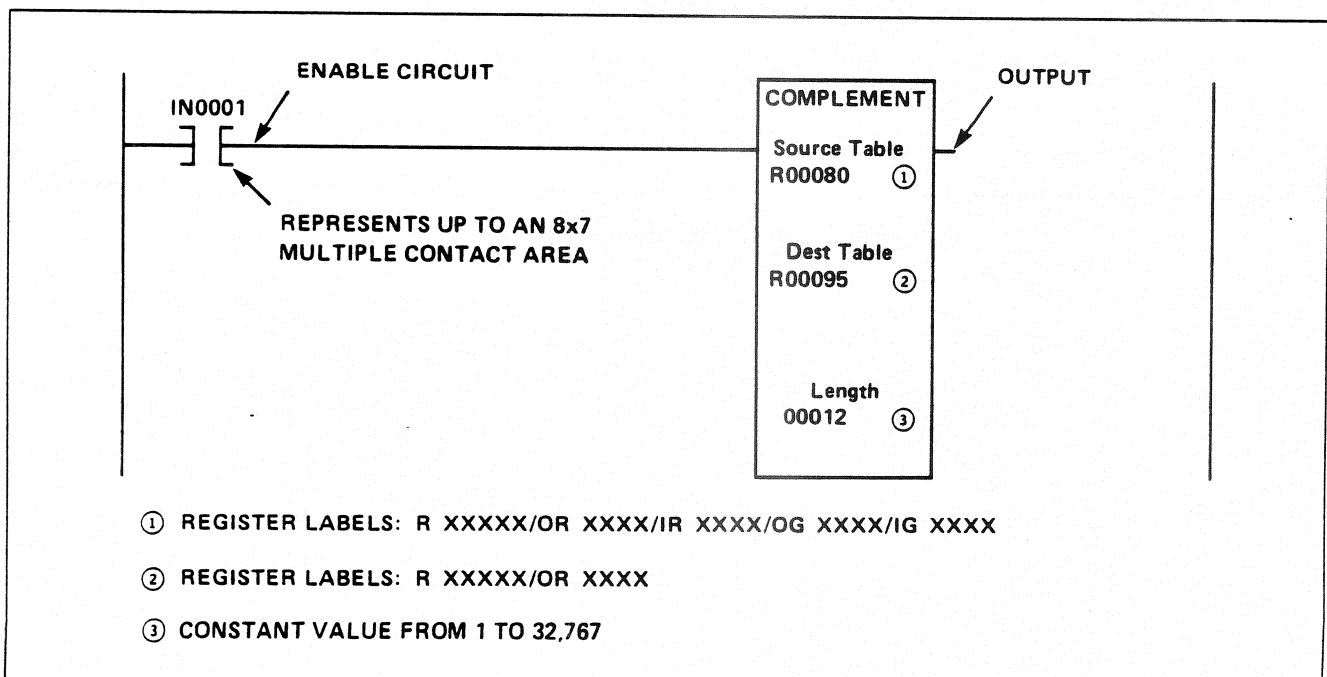 ENABLE CIRCUIT
OUTPUT
IN0001
COMPLEMENT
Source Table
R00080 ①
REPRESENTS UP TO AN 8x7
MULTIPLE CONTACT AREA
Dest Table
R00095 ②
Length
00012 ③
① REGISTER LABELS: R XXXXX/OR XXXX/IR XXXX/OG XXXX/IG XXXX
② REGISTER LABELS: R XXXXX/OR XXXX
③ CONSTANT VALUE FROM 1 TO 32,767